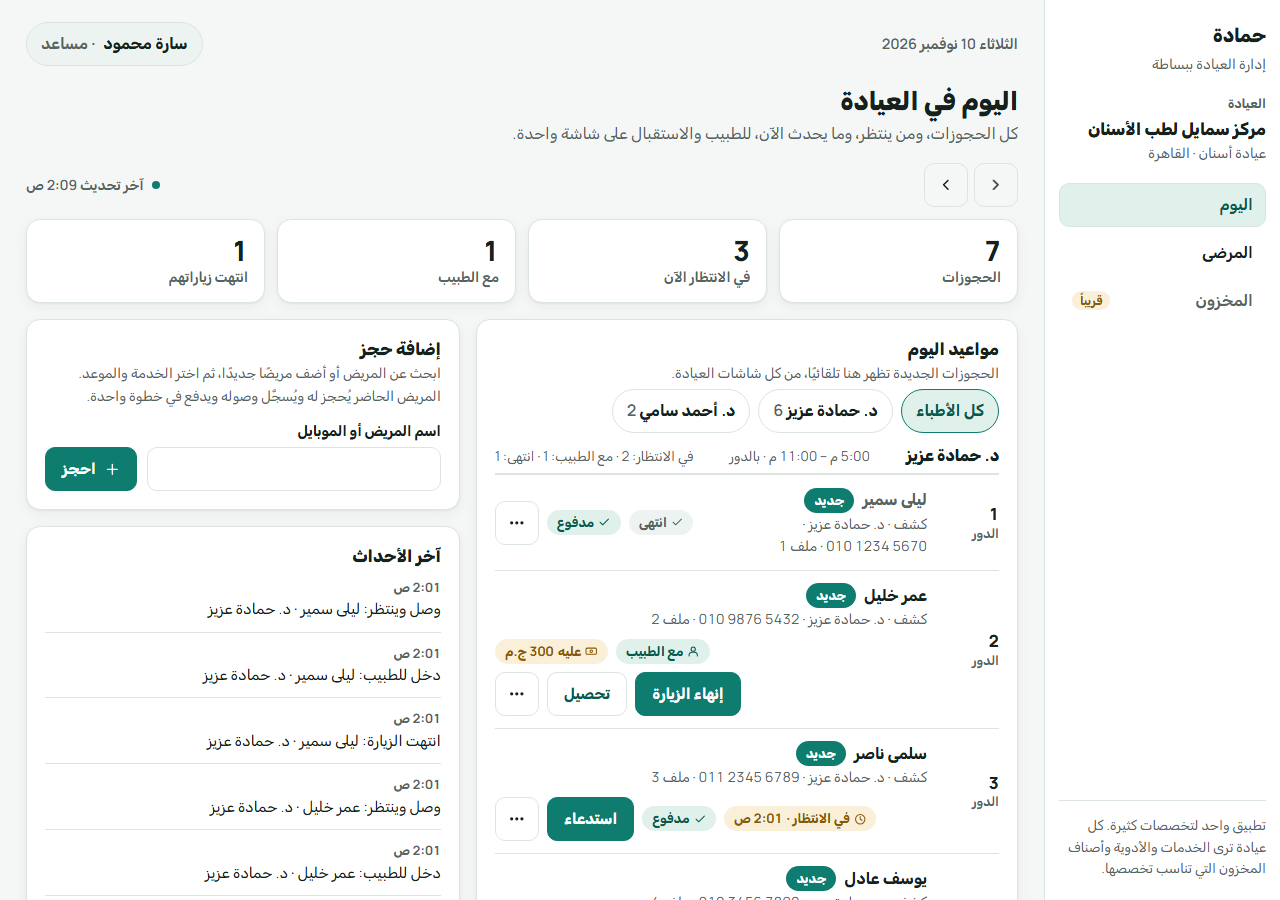 حمادة
إدارة العيادة ببساطة
العيادة
مركز سمايل لطب الأسنان
عيادة أسنان · القاهرة
اليوم
المرضى
المخزون
قريباً
تطبيق واحد لتخصصات كثيرة. كل
عيادة ترى الخدمات والأدوية وأصناف
المخزون التي تناسب تخصصها.
الثلاثاء 10 نوفمبر 2026
سارة محمود · مساعد
اليوم في العيادة
كل الحجوزات، ومن ينتظر، وما يحدث الآن، للطبيب والاستقبال على شاشة واحدة.
آخر تحديث 2:09 ص
7
الحجوزات
3
في الانتظار الآن
1
مع الطبيب
1
انتهت زياراتهم
مواعيد اليوم
الحجوزات الجديدة تظهر هنا تلقائيًا، من كل شاشات العيادة.
كل الأطباء
د. حمادة عزيز 6
د. أحمد سامي 2
د. حمادة عزيز
5:00 م – 11:00 م · بالدور
في الانتظار: 2 · مع الطبيب: 1 · انتهى: 1
1
الدور
ليلى سمير
جديد
كشف · د. حمادة عزيز ·
010 1234 5670 · ملف 1
انتهى
مدفوع
2
الدور
عمر خليل
جديد
كشف · د. حمادة عزيز · 010 9876 5432 · ملف 2
مع الطبيب
عليه 300 ج.م
إنهاء الزيارة
تحصيل
3
الدور
سلمى ناصر
جديد
كشف · د. حمادة عزيز · 011 2345 6789 · ملف 3
في الانتظار · 2:01 ص
مدفوع
استدعاء
يوسف عادل
جديد
إضافة حجز
ابحث عن المريض أو أضف مريضًا جديدًا، ثم اختر الخدمة والموعد.
المريض الحاضر يُحجز له ويُسجَّل وصوله ويدفع في خطوة واحدة.
اسم المريض أو الموبايل
احجز
آخر الأحداث
2:01 ص
وصل وينتظر: ليلى سمير · د. حمادة عزيز
2:01 ص
دخل للطبيب: ليلى سمير · د. حمادة عزيز
2:01 ص
انتهت الزيارة: ليلى سمير · د. حمادة عزيز
2:01 ص
وصل وينتظر: عمر خليل · د. حمادة عزيز
2:01 ص
دخل للطبيب: عمر خليل · د. حمادة عزيز